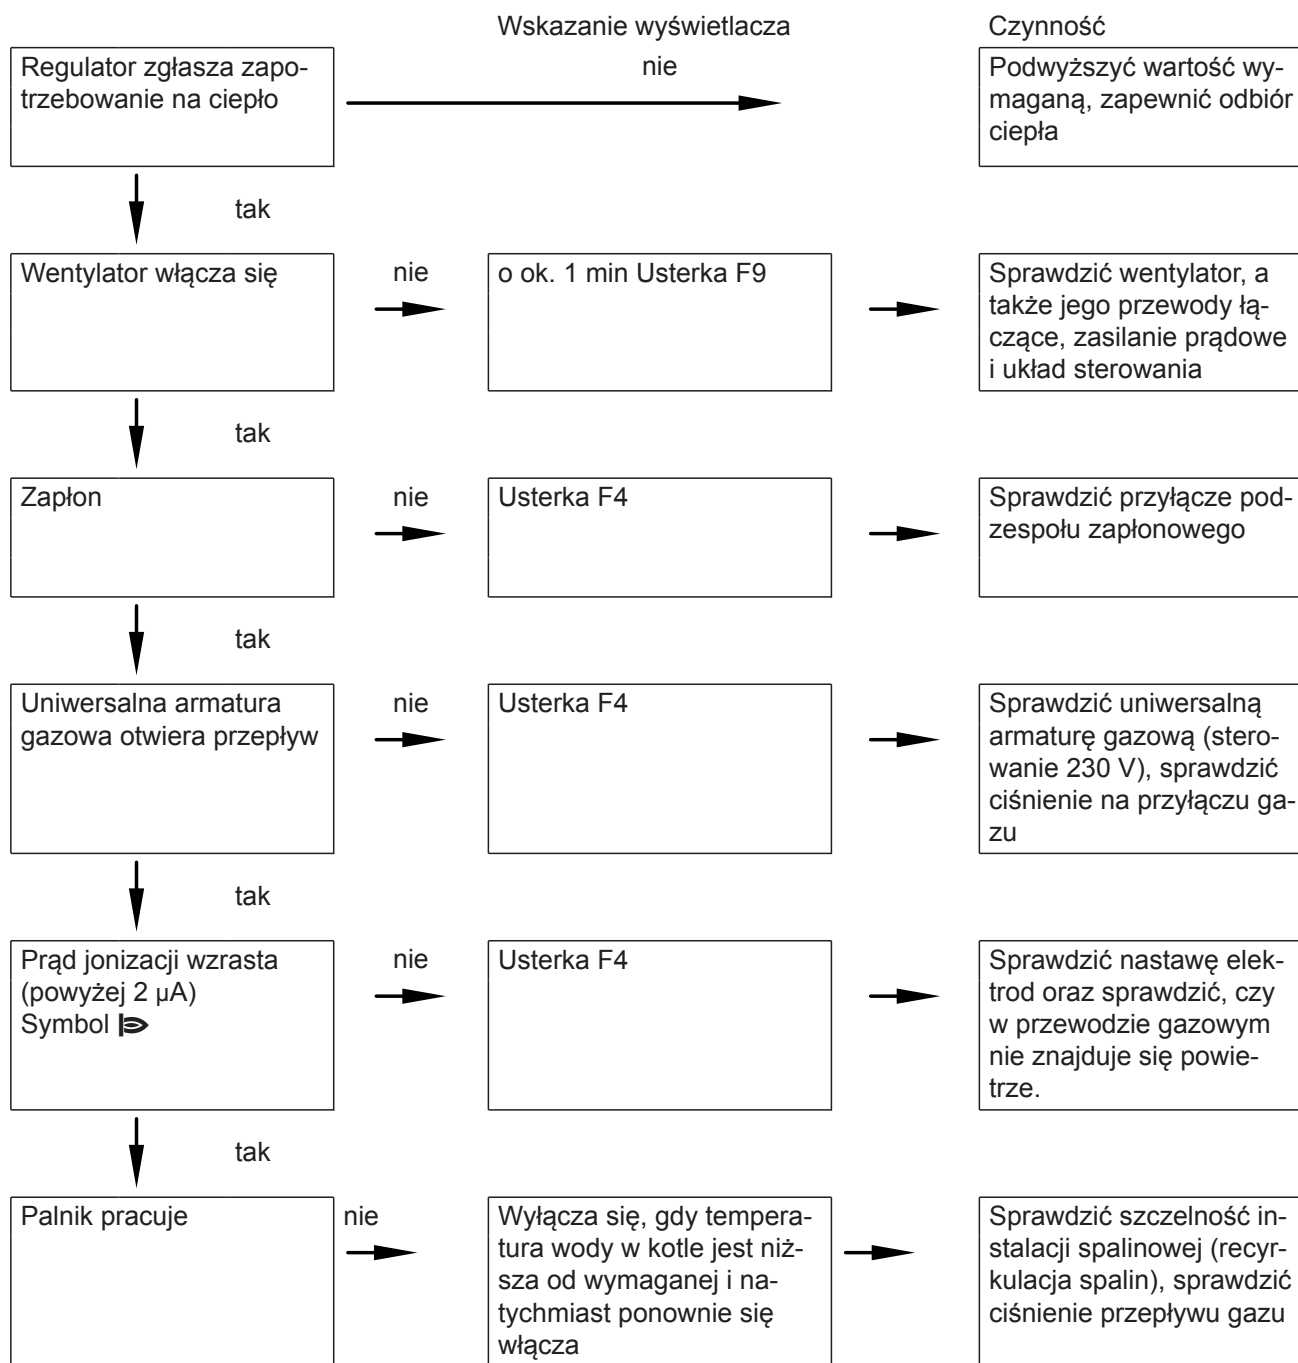 Wskazanie wyświetlacza
Czynność
Regulator zgłasza zapo-
trzebowanie na ciepło
nie
Podwyższyć wartość wy-
maganą, zapewnić odbiór
ciepła
tak
Wentylator włącza się
nie
o ok. 1 min Usterka F9
Sprawdzić wentylator, a
także jego przewody łą-
czące, zasilanie prądowe
i układ sterowania
tak
Zapłon
nie
Usterka F4
Sprawdzić przyłącze pod-
zespołu zapłonowego
tak
Uniwersalna armatura
gazowa otwiera przepływ
nie
Usterka F4
Sprawdzić uniwersalną
armaturę gazową (stero-
wanie 230 V), sprawdzić
ciśnienie na przyłączu ga-
zu
tak
Prąd jonizacji wzrasta
(powyżej 2 μA)
Symbol
nie
Usterka F4
Sprawdzić nastawę elek-
trod oraz sprawdzić, czy
w przewodzie gazowym
nie znajduje się powie-
trze.
tak
Palnik pracuje
nie
Wyłącza się, gdy tempera-
tura wody w kotle jest niż-
sza od wymaganej i na-
tychmiast ponownie się
włącza
Sprawdzić szczelność in-
stalacji spalinowej (recyr-
kulacja spalin), sprawdzić
ciśnienie przepływu gazu